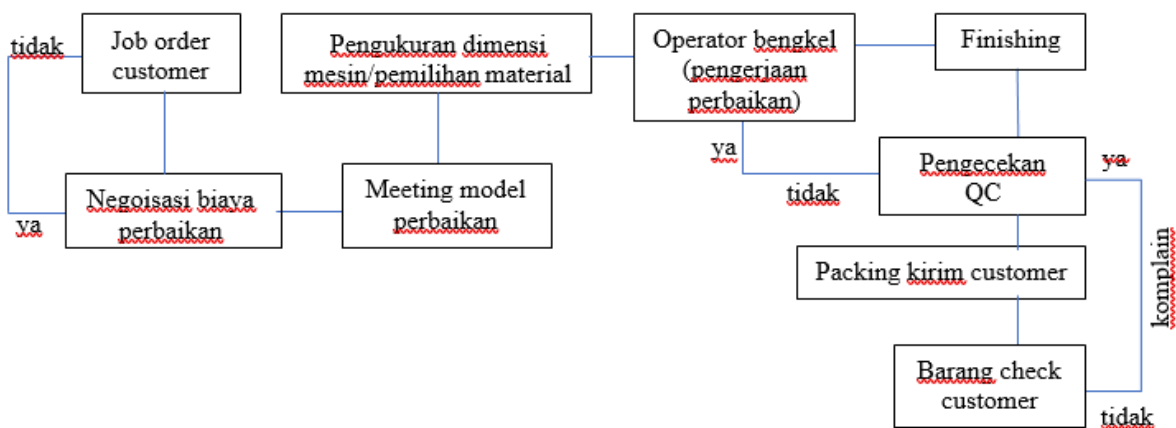 tidak
Job order
customer
Pengukuran dimensi
mesin/pemilihan material
Operator bengkel
(pengerjaan
perbaikan)
Finishing
ya
Negoisasi biaya
perbaikan
Meeting model
perbaikan
ya
tidak
Pengecekan
QC
ya
Packing kirim customer
komplain
Barang check
customer
tidak